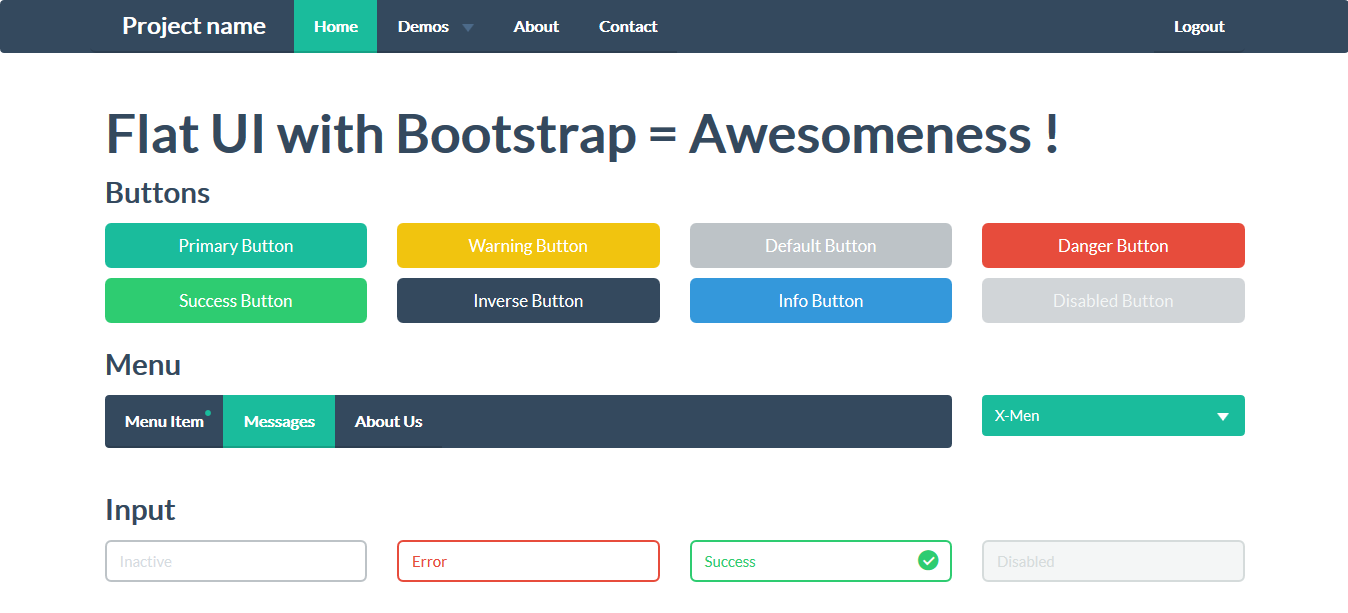 Project name Home Demos About Contact Logout
Flat UI with Bootstrap = Awesomeness !
Buttons
Primary Button Warning Button Default Button Danger Button
Success Button Inverse Button Info Button Disabled Button
Menu
Menu Item Messages About Us X-Men
Input
Inactive Error Success Disabled